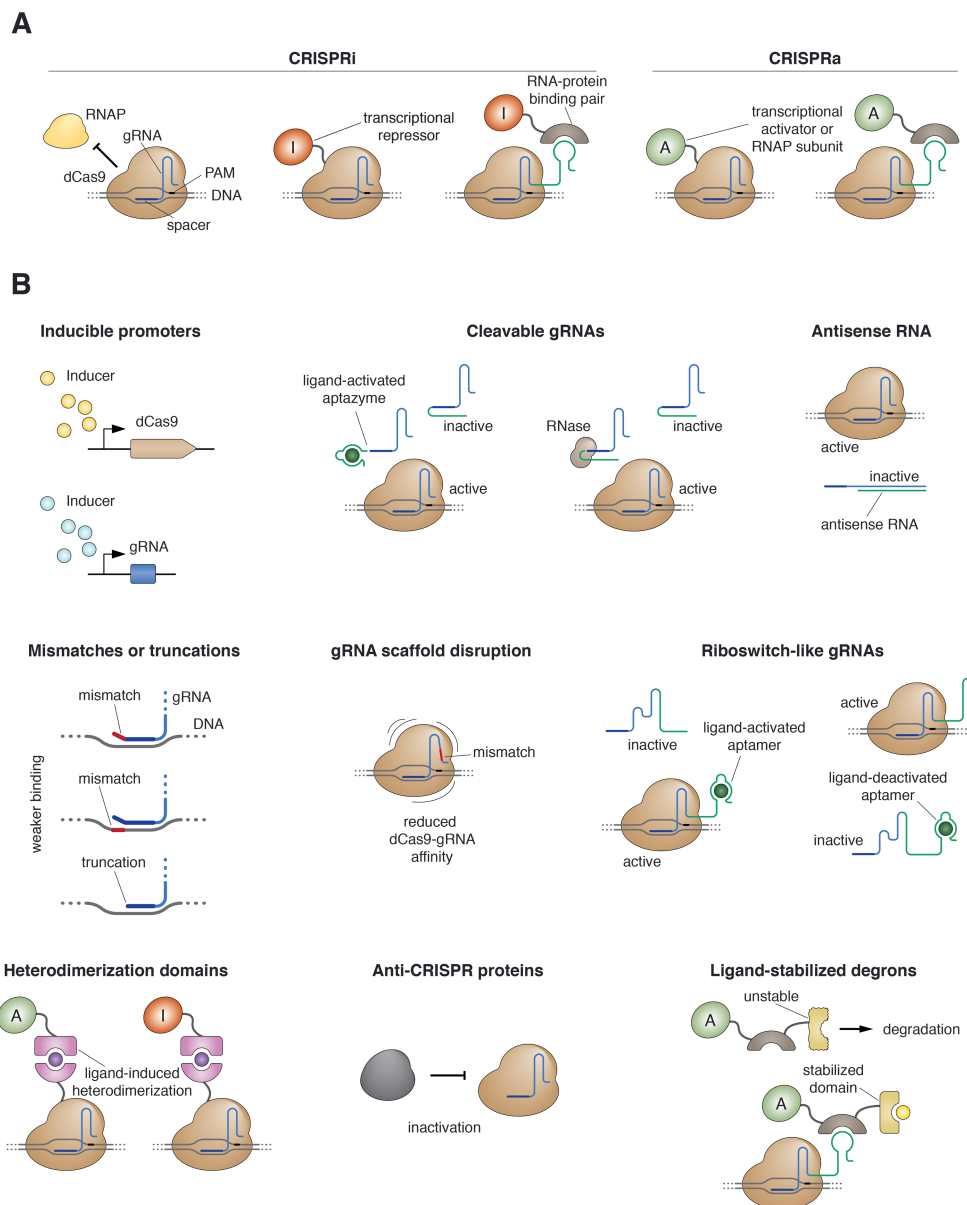 A
CRISPRi
CRISPRa
RNAP
gRNA
dCas9
PAM
DNA
spacer
I
transcriptional
repressor
RNA-protein
binding pair
I
A
transcriptional
activator or
RNAP subunit
A
B
Inducible promoters
Inducer
dCas9
Inducer
gRNA
Cleavable gRNAs
ligand-activated
aptazyme
inactive
active
RNase
inactive
active
Antisense RNA
active
inactive
antisense RNA
Mismatches or truncations
mismatch
gRNA
DNA
mismatch
truncation
weaker binding
gRNA scaffold disruption
mismatch
reduced
dCas9-gRNA
affinity
Riboswitch-like gRNAs
inactive
ligand-activated
aptamer
active
active
ligand-deactivated
aptamer
inactive
Heterodimerization domains
A
I
ligand-induced
heterodimerization
Anti-CRISPR proteins
inactivation
Ligand-stabilized degrons
unstable
A
degradation
stabilized
domain
A